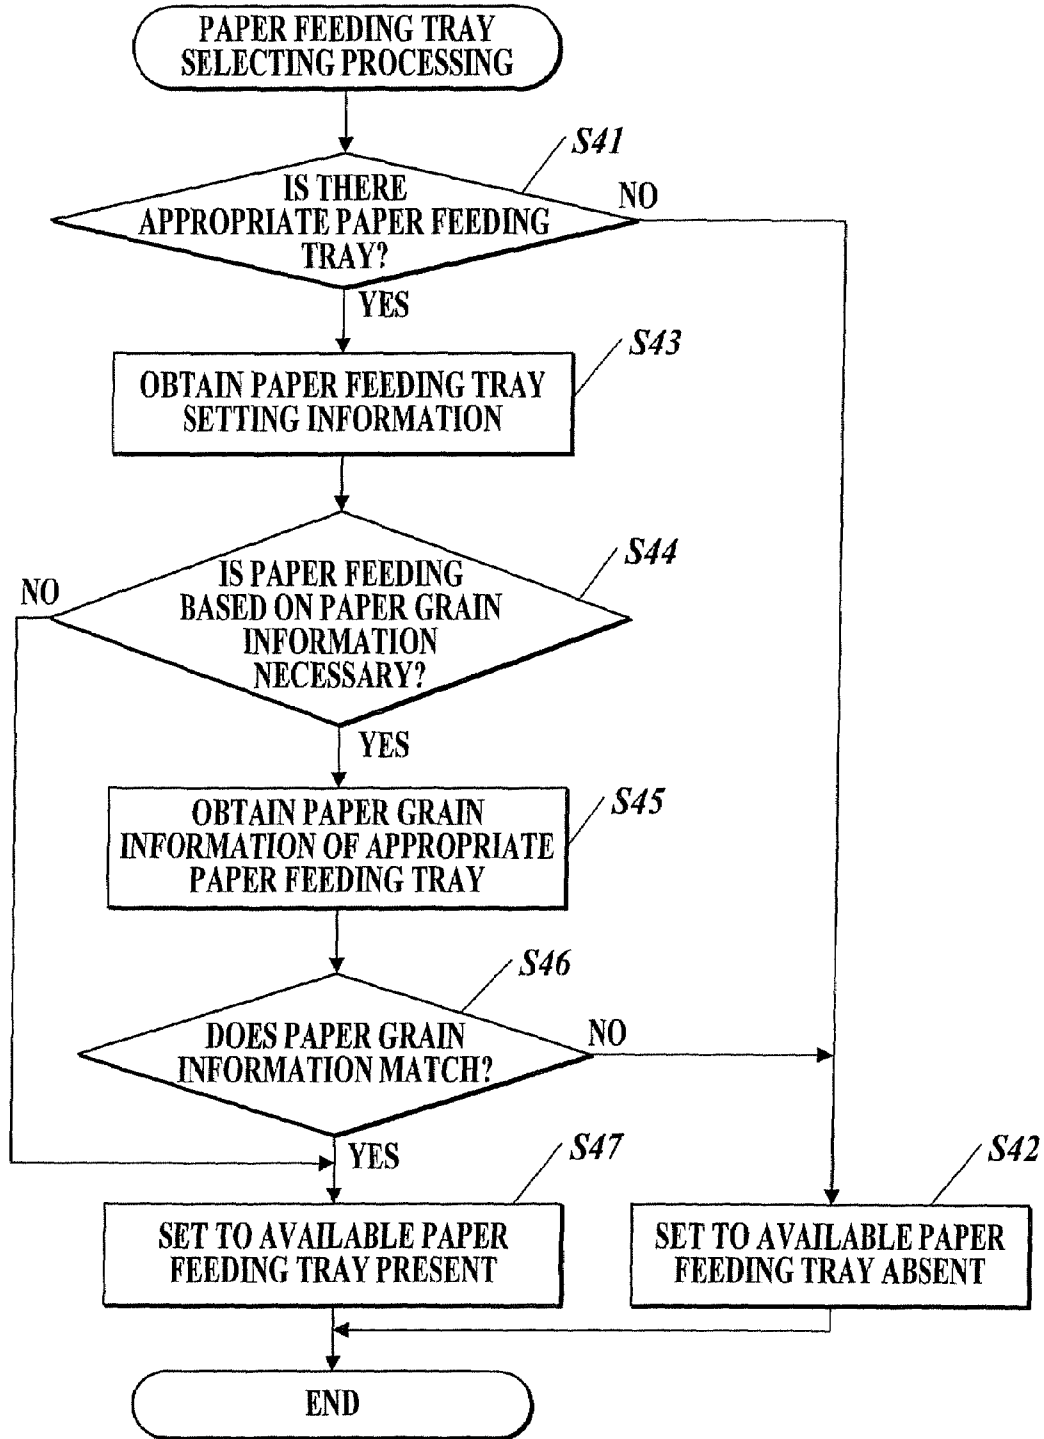 PAPER FEEDING TRAY
SELECTING PROCESSING
S41
IS THERE
APPROPRIATE PAPER FEEDING
TRAY?
NO
YES
S43
OBTAIN PAPER FEEDING TRAY
SETTING INFORMATION
S44
IS PAPER FEEDING
BASED ON PAPER GRAIN
INFORMATION
NECESSARY?
NO
YES
S45
OBTAIN PAPER GRAIN
INFORMATION OF APPROPRIATE
PAPER FEEDING TRAY
S46
DOES PAPER GRAIN
INFORMATION MATCH?
NO
YES
S47
SET TO AVAILABLE PAPER
FEEDING TRAY PRESENT
S42
SET TO AVAILABLE PAPER
FEEDING TRAY ABSENT
END